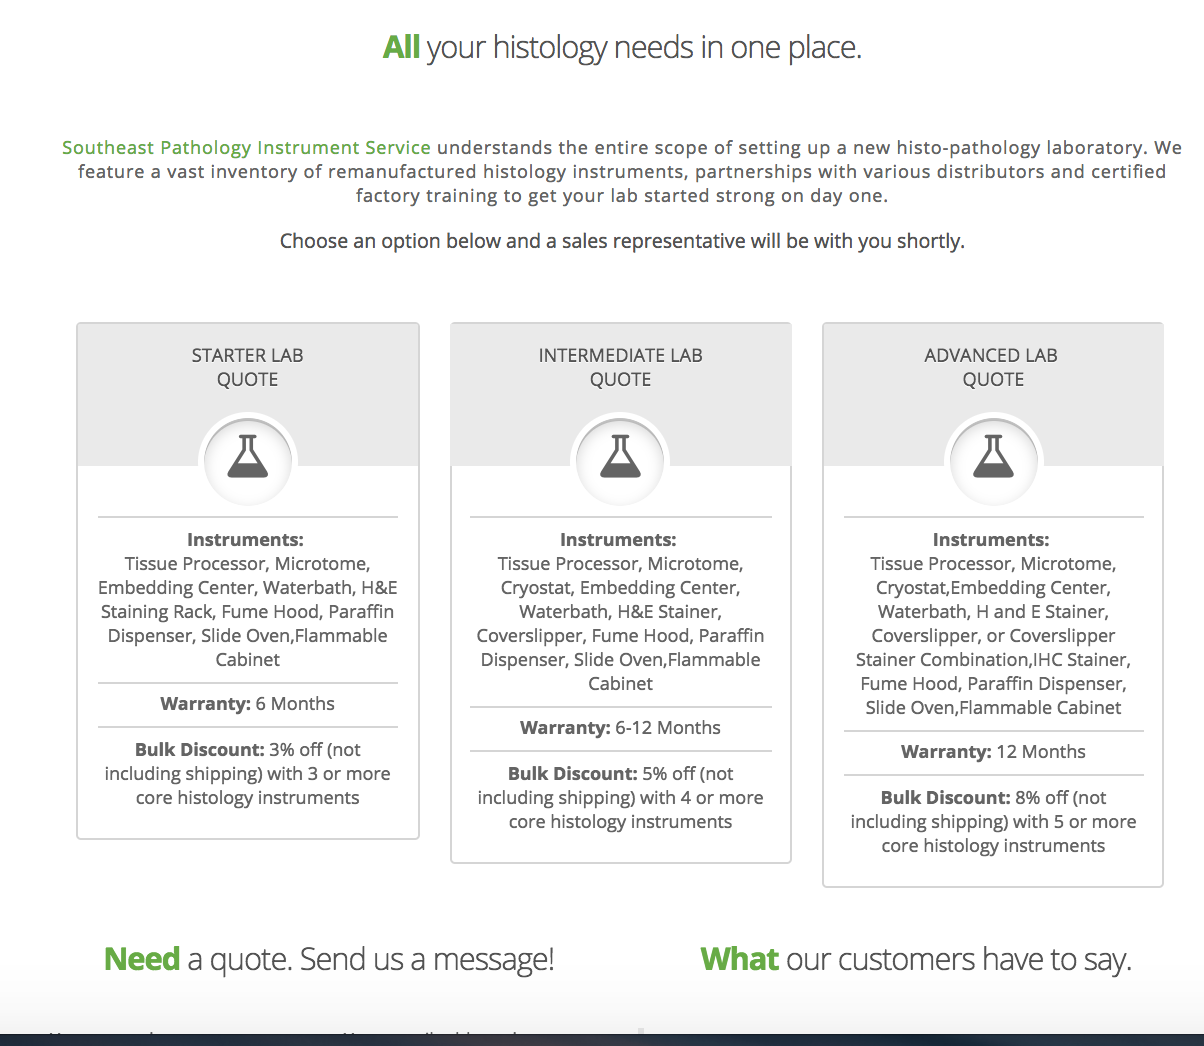 All your histology needs in one place.
Southeast Pathology Instrument Service understands the entire scope of setting up a new histo-pathology laboratory. We
feature a vast inventory of remanufactured histology instruments, partnerships with various distributors and certified
factory training to get your lab started strong on day one.
Choose an option below and a sales representative will be with you shortly.
STARTER LAB
QUOTE
Instruments:
Tissue Processor, Microtome,
Embedding Center, Waterbath, H&E
Staining Rack, Fume Hood, Paraffin
Dispenser, Slide Oven,Flammable
Cabinet
Warranty: 6 Months
Bulk Discount: 3% off (not
including shipping) with 3 or more
core histology instruments
INTERMEDIATE LAB
QUOTE
Instruments:
Tissue Processor, Microtome,
Cryostat, Embedding Center,
Waterbath, H&E Stainer,
Coverslipper, Fume Hood, Paraffin
Dispenser, Slide Oven,Flammable
Cabinet
Warranty: 6-12 Months
Bulk Discount: 5% off (not
including shipping) with 4 or more
core histology instruments
ADVANCED LAB
QUOTE
Instruments:
Tissue Processor, Microtome,
Cryostat,Embedding Center,
Waterbath, H and E Stainer,
Coverslipper, or Coverslipper
Stainer Combination,IHC Stainer,
Fume Hood, Paraffin Dispenser,
Slide Oven,Flammable Cabinet
Warranty: 12 Months
Bulk Discount: 8% off (not
including shipping) with 5 or more
core histology instruments
Need a quote. Send us a message!
What our customers have to say.